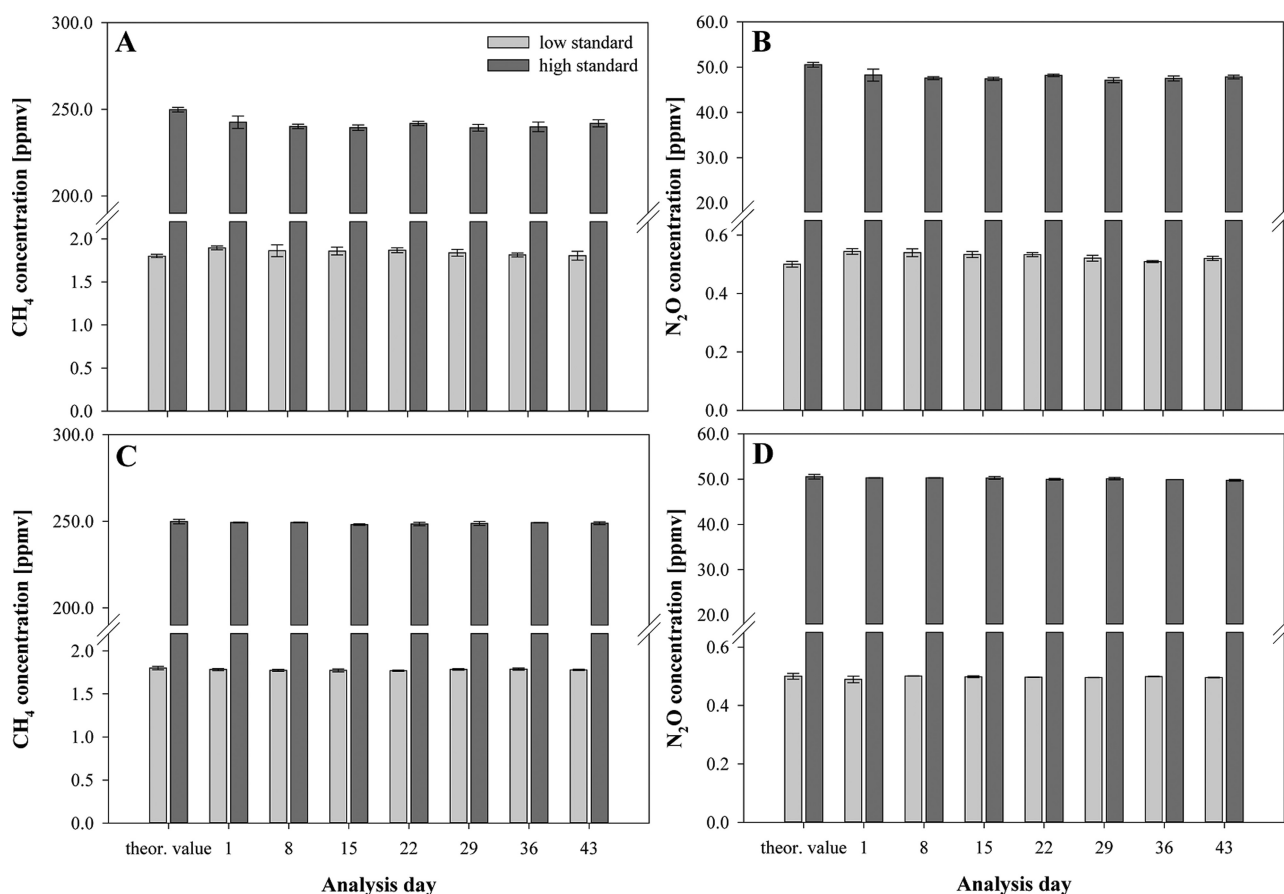 A
low standard
high standard
CH4 concentration [ppmv]
300.0
250.0
200.0
2.0
1.5
1.0
0.5
0.0
B
N2O concentration [ppmv]
60.0
50.0
40.0
30.0
20.0
0.6
0.4
0.2
0.0
C
CH4 concentration [ppmv]
300.0
250.0
200.0
2.0
1.5
1.0
0.5
0.0
theor. value 1 8 15 22 29 36 43
Analysis day
D
N2O concentration [ppmv]
60.0
50.0
40.0
30.0
20.0
0.6
0.4
0.2
0.0
theor. value 1 8 15 22 29 36 43
Analysis day